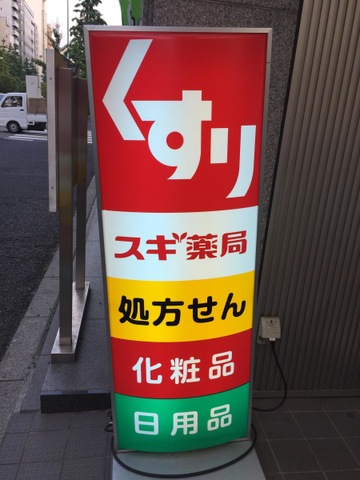 くすり
スギ薬局
処方せん
化粧品
日用品